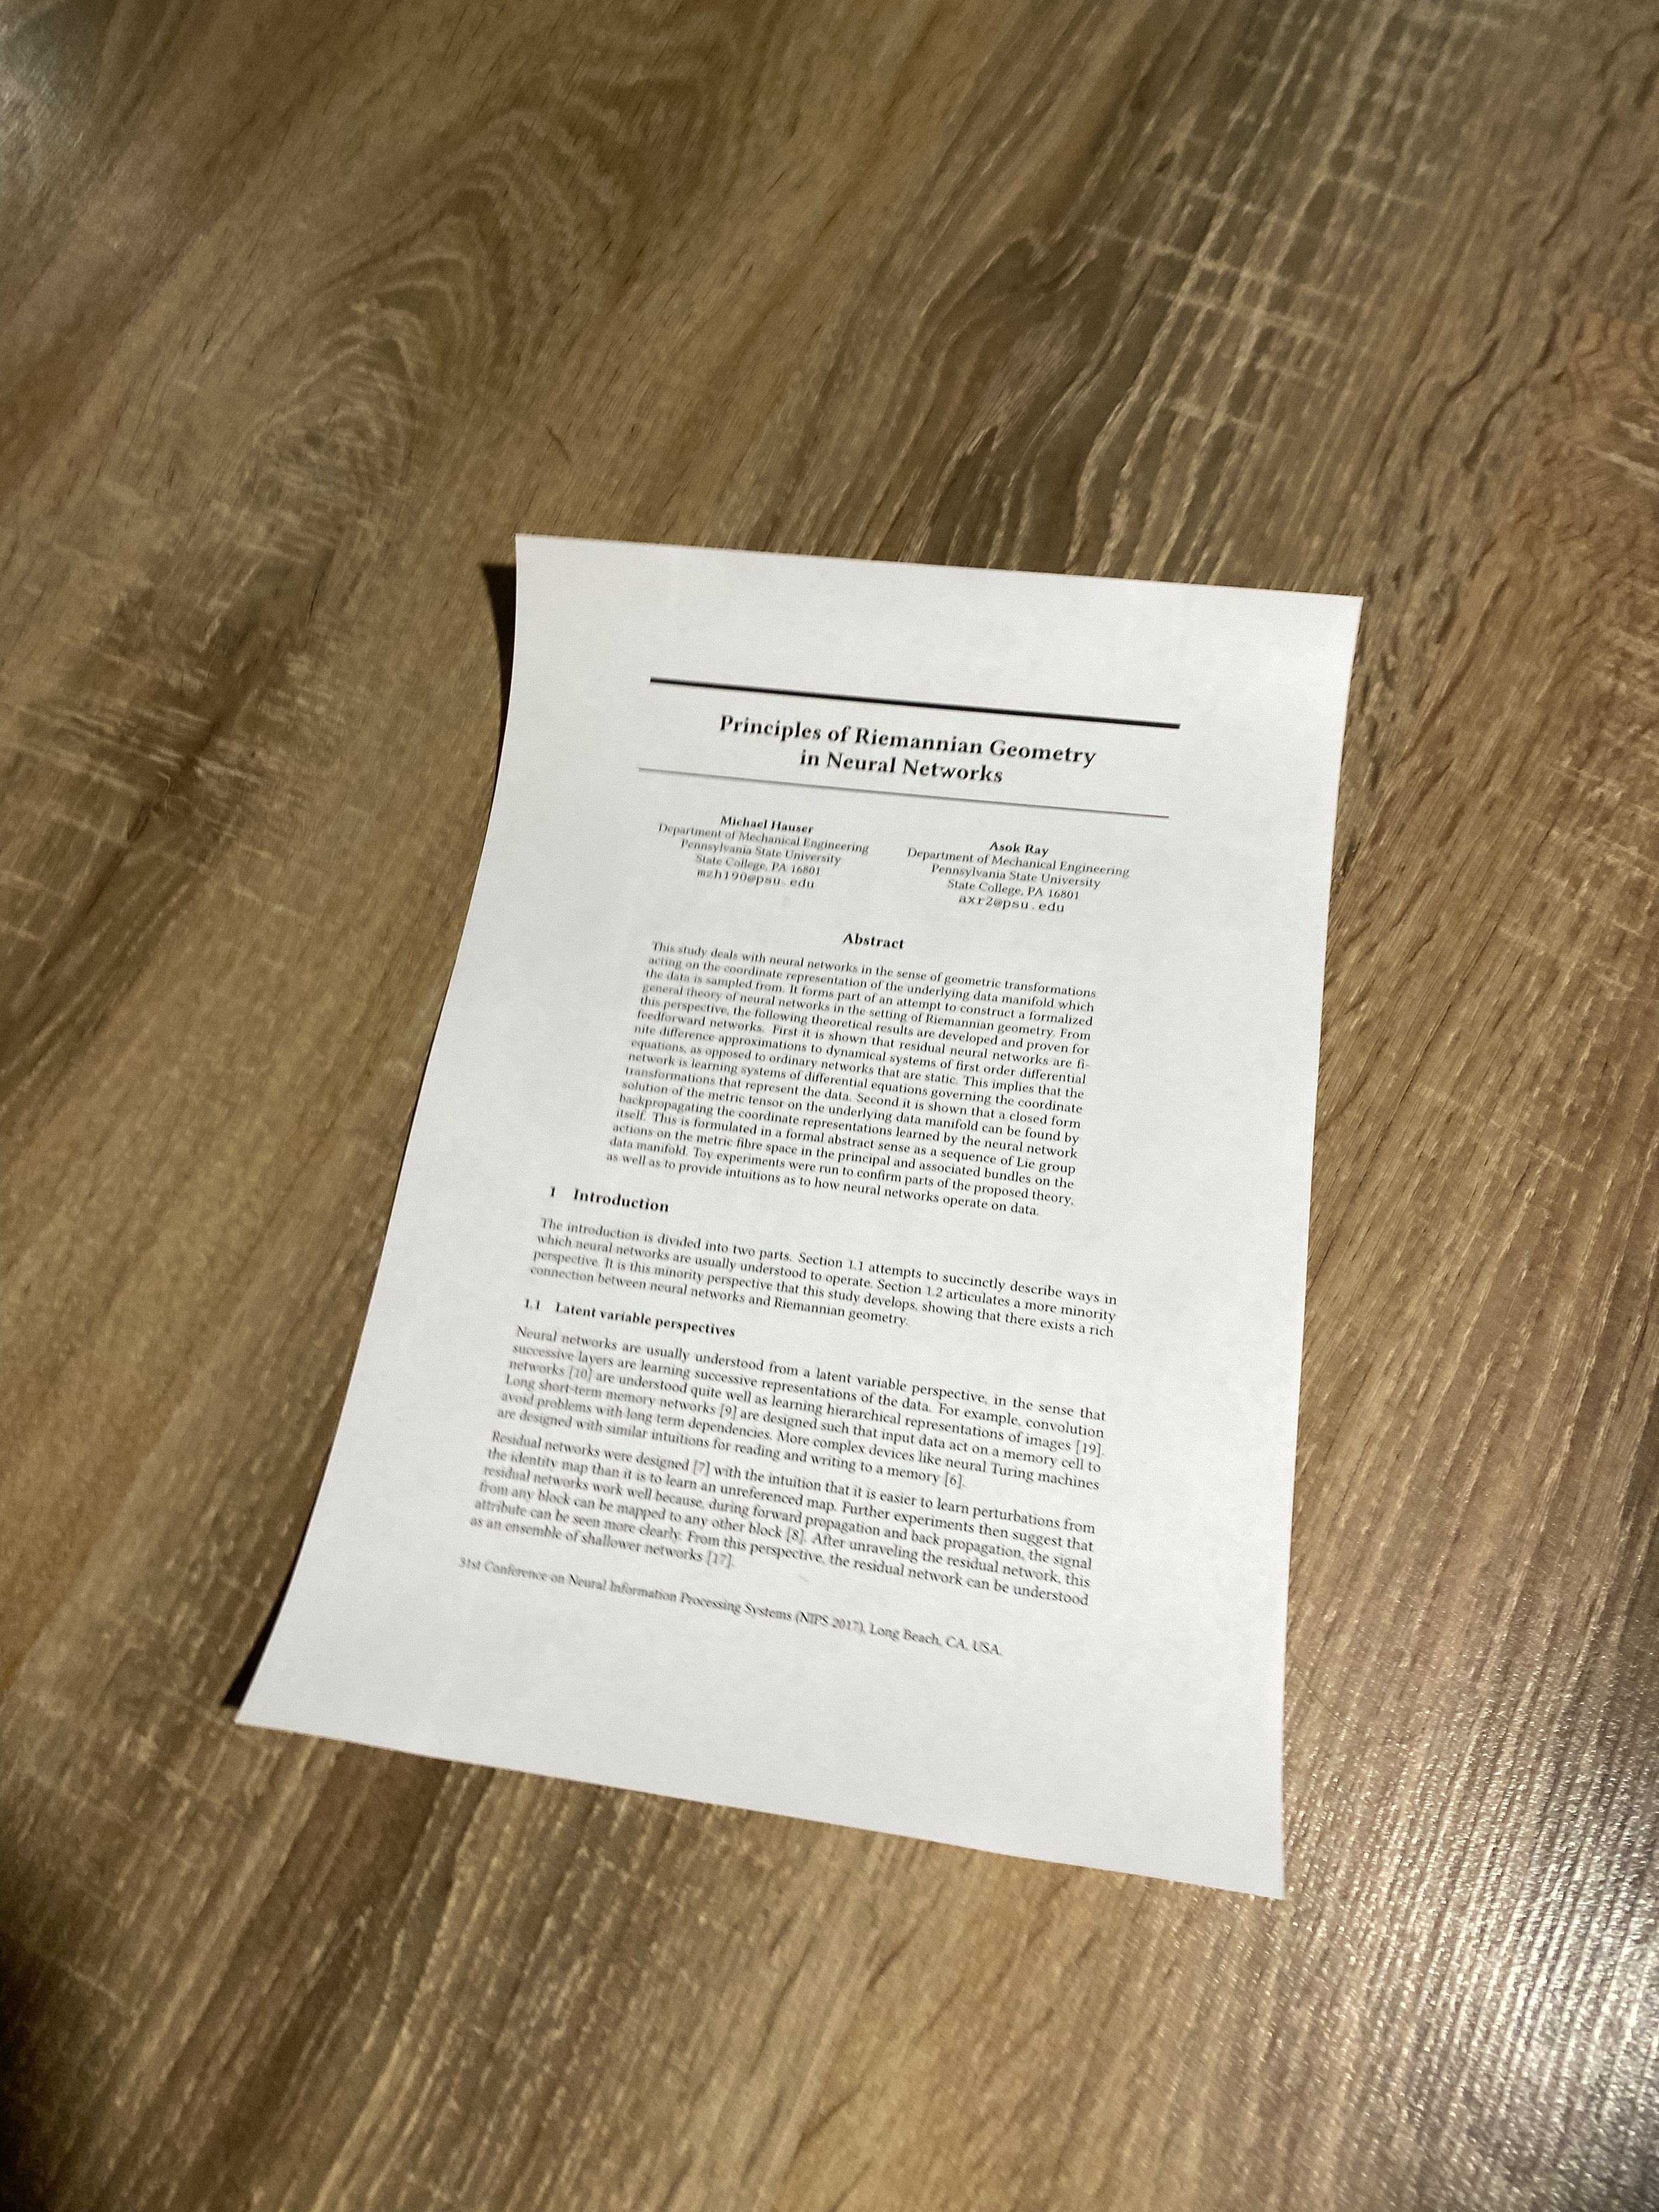 Principles of Riemannian Geometry
in Neural Networks
Michael Hauser
Department of Mechanical Engineering
Pennsylvania State University
State College, PA 16801
mzh190@psu.edu
Asok Ray
Department of Mechanical Engineering
Pennsylvania State University
State College, PA 16801
axr2@psu.edu
Abstract
This study deals with neural networks in the sense of geometric transformations
acting on the coordinate representation of the underlying data manifold which
the data is sampled from. It forms part of an attempt to construct a formalized
general theory of neural networks in the setting of Riemannian geometry. From
this perspective, the following theoretical results are developed and proven for
feedforward networks. First it is shown that residual neural networks are fi-
nite difference approximations to dynamical systems of first order differential
equations, as opposed to ordinary networks that are static. This implies that the
network is learning systems of differential equations governing the coordinate
transformations that represent the data. Second it is shown that a closed form
solution of the metric tensor on the underlying data manifold can be found by
backpropagating the coordinate representations learned by the neural network
itself. This is formulated in a formal abstract sense as a sequence of Lie group
actions on the metric fibre space in the principal and associated bundles on the
data manifold. Toy experiments were run to confirm parts of the proposed theory,
as well as to provide intuitions as to how neural networks operate on data.
1 Introduction
The introduction is divided into two parts. Section 1.1 attempts to succinctly describe ways in
which neural networks are usually understood to operate. Section 1.2 articulates a more minority
perspective. It is this minority perspective that this study develops, showing that there exists a rich
connection between neural networks and Riemannian geometry.
1.1 Latent variable perspectives
Neural networks are usually understood from a latent variable perspective, in the sense that
successive layers are learning successive representations of the data. For example, convolution
networks [10] are understood quite well as learning hierarchical representations of images [19].
Long short-term memory networks [9] are designed such that input data act on a memory cell to
avoid problems with long term dependencies. More complex devices like neural Turing machines
are designed with similar intuitions for reading and writing to a memory [6].
Residual networks were designed [7] with the intuition that it is easier to learn perturbations from
the identity map than it is to learn an unreferenced map. Further experiments then suggest that
residual networks work well because, during forward propagation and back propagation, the signal
from any block can be mapped to any other block [8]. After unraveling the residual network, this
attribute can be seen more clearly. From this perspective, the residual network can be understood
as an ensemble of shallower networks [17].
31st Conference on Neural Information Processing Systems (NIPS 2017), Long Beach, CA, USA.